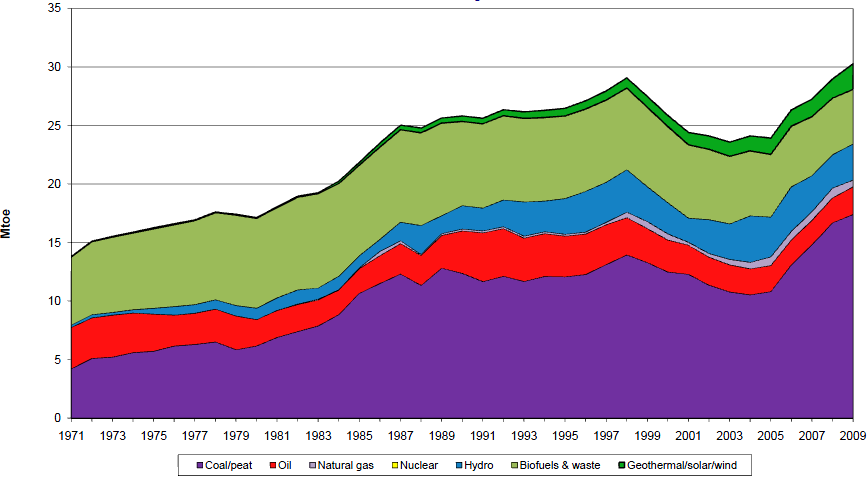 35
30
25
20
15
10
5
0
Mtoe
1971 1973 1975 1977 1979 1981 1983 1985 1987 1989 1991 1993 1995 1997 1999 2001 2003 2005 2007 2009
Coal/peat Oil Natural gas Nuclear Hydro Biofuels & waste Geothermal/solar/wind